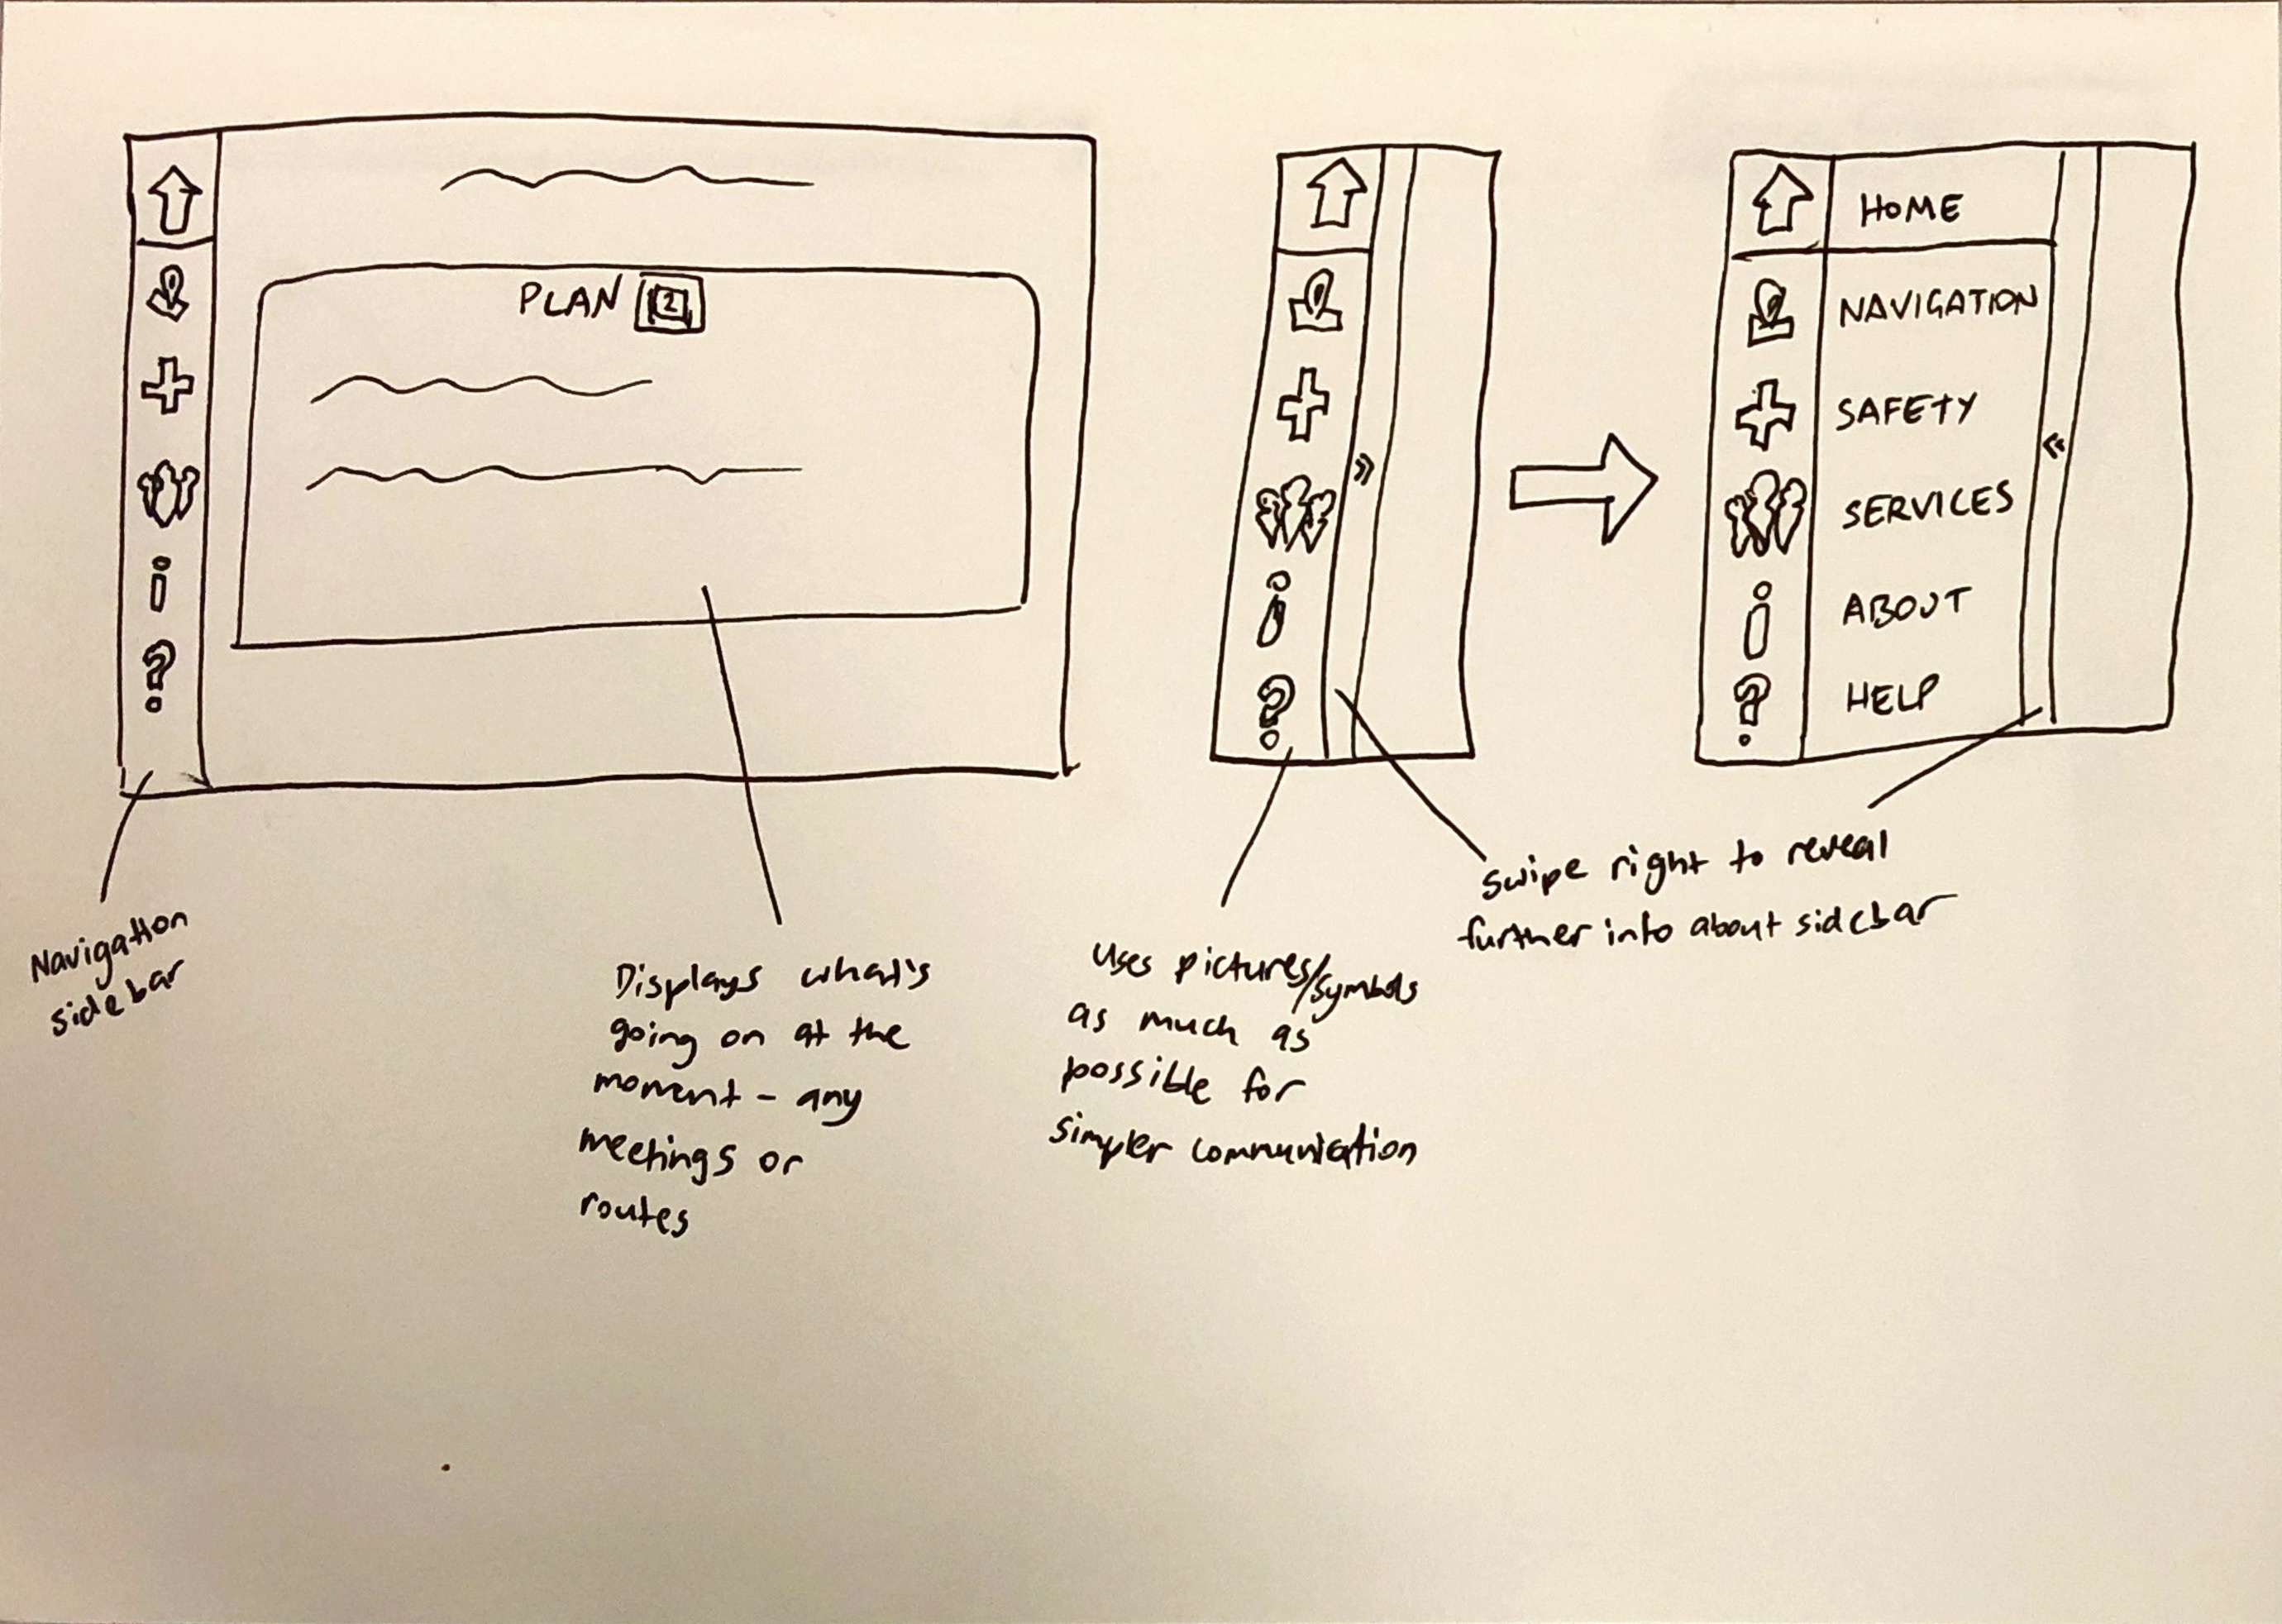 PLAN 2
HOME
NAVIGATION
SAFETY
SERVICES
ABOUT
HELP
?
?
?
i
i
i
»
«
Navigation
sidebar
Displays what's
going on at the
moment - any
meetings or
routes
Uses pictures/symbols
as much as
possible for
simpler communication
Swipe right to reveal
further into about sidebar